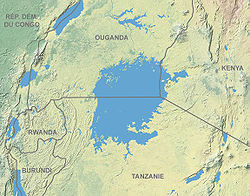 RÉP. DÉM.
DU CONGO
OUGANDA
KENYA
RWANDA
BURUNDI
TANZANIE